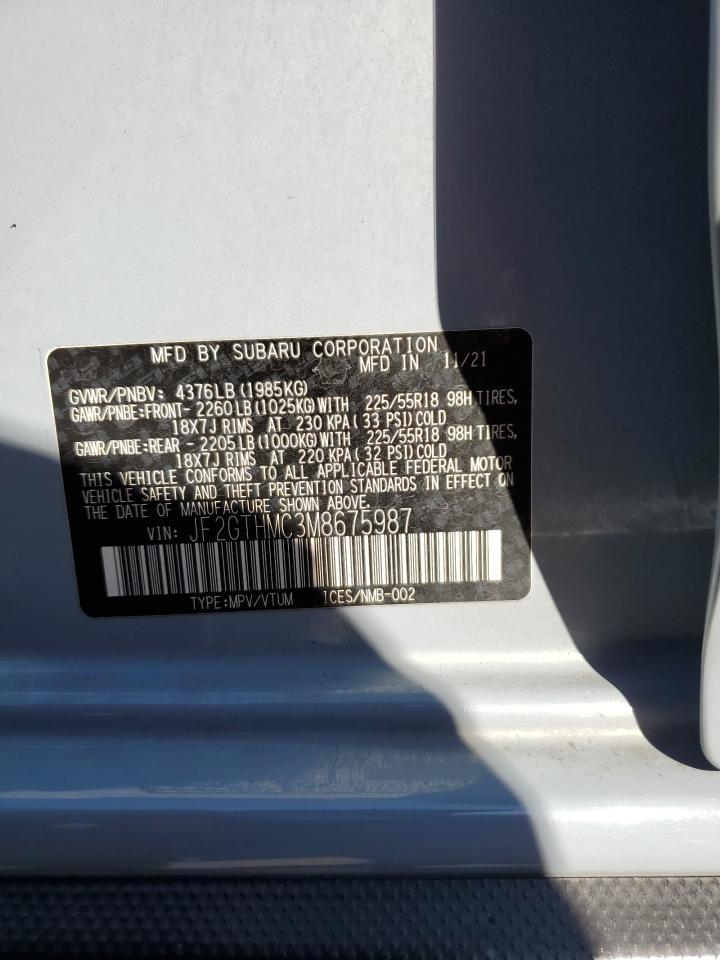 MFD BY SUBARU CORPORATION
MFD IN 11/21
GVWR/PNBV: 4376LB(1985KG)
GAWR/PNBE:FRONT- 2260LB(1025KG)WITH 225/55R18 98H TIRES,
18X7J RIMS AT 230 KPA(33 PSI)COLD
GAWR/PNBE:REAR - 2205LB(1000KG)WITH 225/55R18 98H TIRES,
18X7J RIMS AT 220 KPA(32 PSI)COLD
THIS VEHICLE CONFORMS TO ALL APPLICABLE FEDERAL MOTOR
VEHICLE SAFETY AND THEFT PREVENTION STANDARDS IN EFFECT ON
THE DATE OF MANUFACTURE SHOWN ABOVE.
VIN: JF2GTHMC3M8675987
TYPE:MPV/VTUM ICES/NMB-002